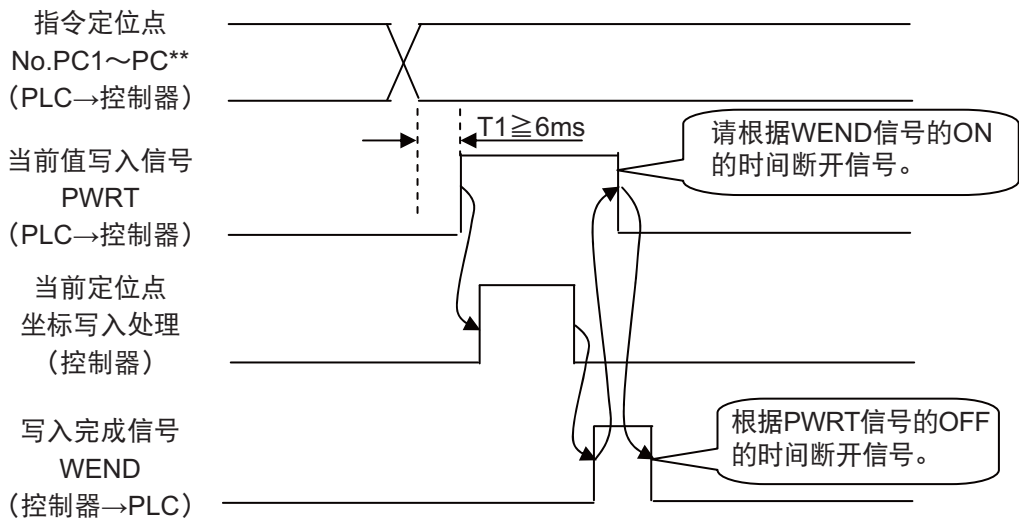 指令定位点
No.PC1～PC**
（PLC→控制器）
T1≧6ms
请根据WEND信号的ON
的时间断开信号。
当前值写入信号
PWRT
（PLC→控制器）
当前定位点
坐标写入处理
（控制器）
写入完成信号
WEND
（控制器→PLC）
根据PWRT信号的OFF
的时间断开信号。